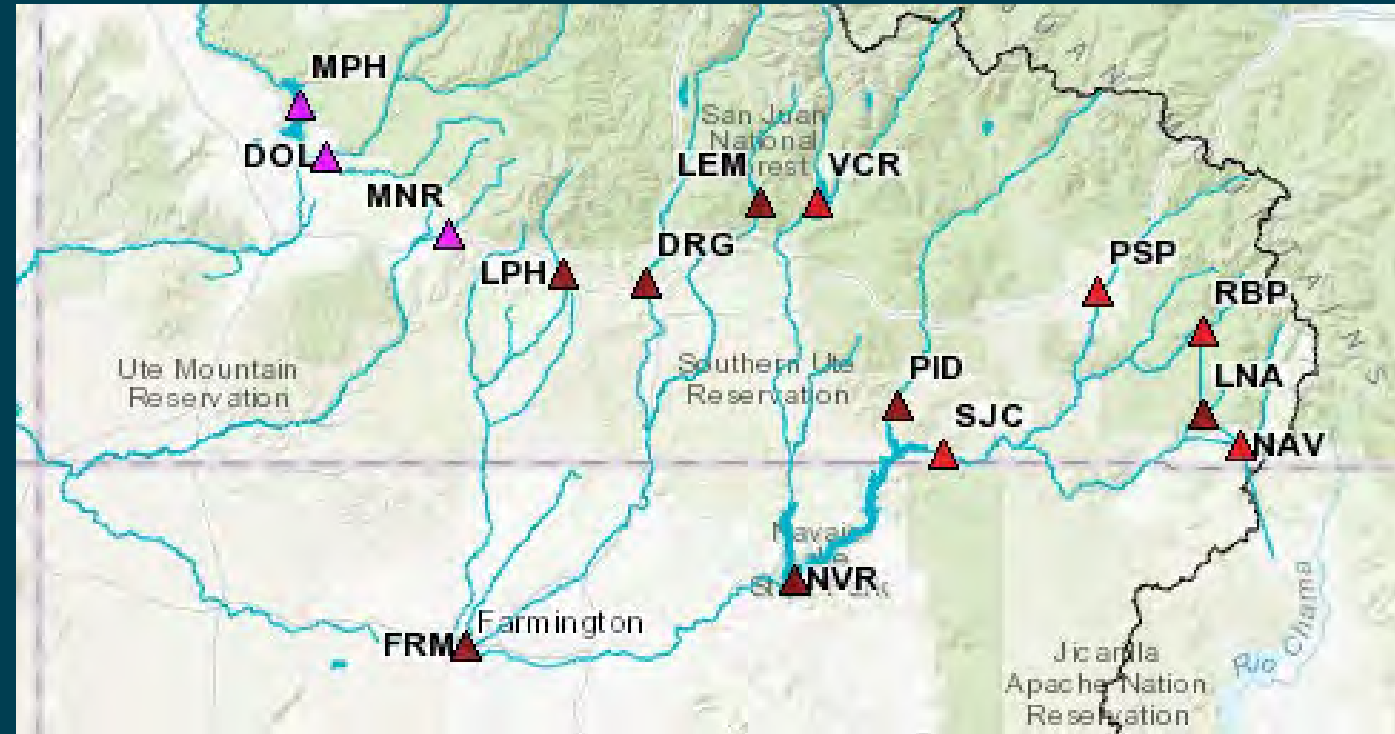 MPH
San Juan
National
DOL
LEM
VCR
MNR
DRG
PSP
LPH
RBP
Ute Mountain
Reservation
Southern Ute
Reservation
PID
LNA
SJC
NAV
NVR
Farmington
FRM
Rio Chama
Jicarilla
Apache Nation
Reservation